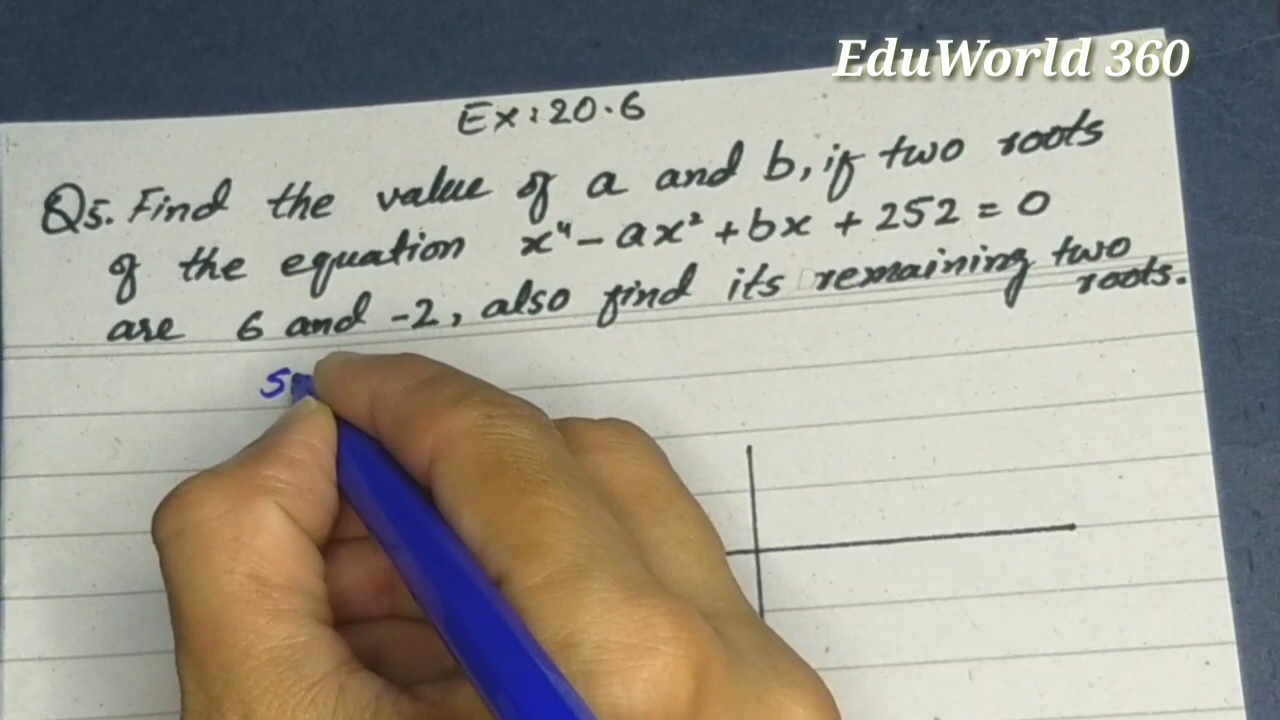 EduWorld 360
Ex: 20.6
Q5. Find the value of a and b, if two roots
of the equation x⁴ - ax² + bx + 252 = 0
are 6 and -2, also find its remaining two
roots.